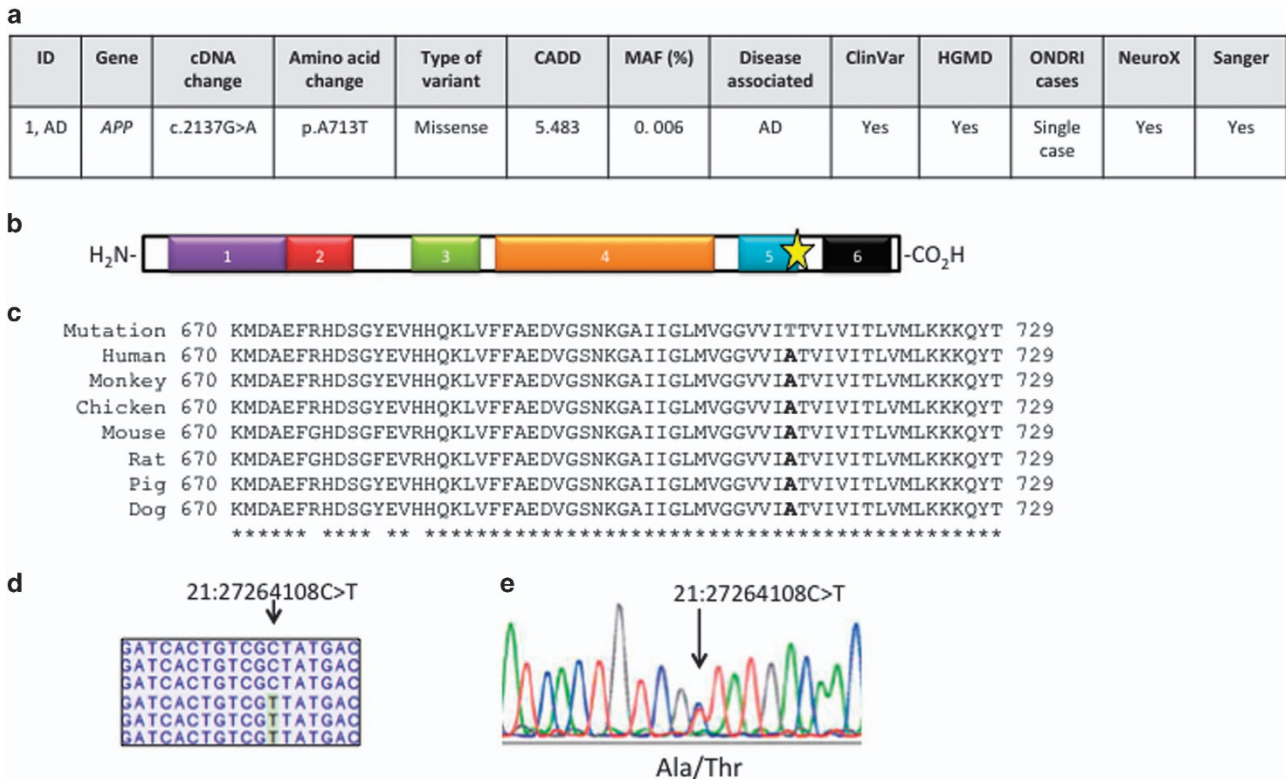 a
ID Gene cDNA change Amino acid change Type of variant CADD MAF (%) Disease associated ClinVar HGMD ONDRI cases NeuroX Sanger
1, AD APP c.2137G>A p.A713T Missense 5.483 0. 006 AD Yes Yes Single case Yes Yes
b
H2N- 1 2 3 4 5 6 -CO2H
c
Mutation 670 KMDAEFRHDSGYEVHHQKLVFFAEDVGSNKGAIIGLMVGGVVITTVIVITLVMLKKKQYT 729
Human 670 KMDAEFRHDSGYEVHHQKLVFFAEDVGSNKGAIIGLMVGGVVIATVIVITLVMLKKKQYT 729
Monkey 670 KMDAEFRHDSGYEVHHQKLVFFAEDVGSNKGAIIGLMVGGVVIATVIVITLVMLKKKQYT 729
Chicken 670 KMDAEFRHDSGYEVHHQKLVFFAEDVGSNKGAIIGLMVGGVVIATVIVITLVMLKKKQYT 729
Mouse 670 KMDAEFGHDSGFEVRHQKLVFFAEDVGSNKGAIIGLMVGGVVIATVIVITLVMLKKKQYT 729
Rat 670 KMDAEFGHDSGFEVRHQKLVFFAEDVGSNKGAIIGLMVGGVVIATVIVITLVMLKKKQYT 729
Pig 670 KMDAEFRHDSGYEVHHQKLVFFAEDVGSNKGAIIGLMVGGVVIATVIVITLVMLKKKQYT 729
Dog 670 KMDAEFRHDSGYEVHHQKLVFFAEDVGSNKGAIIGLMVGGVVIATVIVITLVMLKKKQYT 729
****** **** ** *********************************************
d
21:27264108C>T
GATCACTGTCGCTATGAC
GATCACTGTCGCTATGAC
GATCACTGTCGCTATGAC
GATCACTGTCGTTATGAC
GATCACTGTCGTTATGAC
GATCACTGTCGTTATGAC
e
21:27264108C>T
Ala/Thr